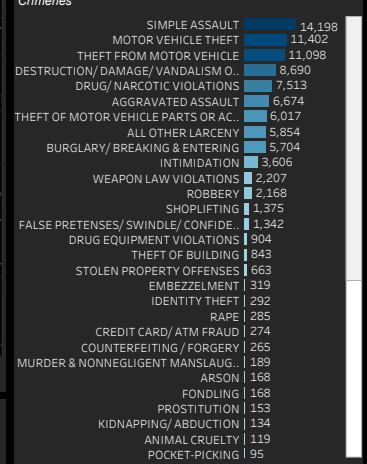 Crimeries
SIMPLE ASSAULT 14,198
MOTOR VEHICLE THEFT 11,402
THEFT FROM MOTOR VEHICLE 11,098
DESTRUCTION/ DAMAGE/ VANDALISM O.. 8,690
DRUG/ NARCOTIC VIOLATIONS 7,513
AGGRAVATED ASSAULT 6,674
THEFT OF MOTOR VEHICLE PARTS OR AC.. 6,017
ALL OTHER LARCENY 5,854
BURGLARY/ BREAKING & ENTERING 5,704
INTIMIDATION 3,606
WEAPON LAW VIOLATIONS 2,207
ROBBERY 2,168
SHOPLIFTING 1,375
FALSE PRETENSES/ SWINDLE/ CONFIDE.. 1,342
DRUG EQUIPMENT VIOLATIONS 904
THEFT OF BUILDING 843
STOLEN PROPERTY OFFENSES 663
EMBEZZELMENT 319
IDENTITY THEFT 292
RAPE 285
CREDIT CARD/ ATM FRAUD 274
COUNTERFEITING / FORGERY 265
MURDER & NONNEGLIGENT MANSLAUG.. 189
ARSON 168
FONDLING 168
PROSTITUTION 153
KIDNAPPING/ ABDUCTION 134
ANIMAL CRUELTY 119
POCKET-PICKING 95